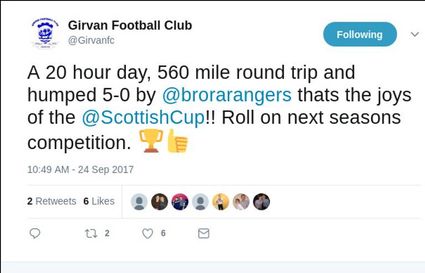 Girvan Football Club
@Girvanfc
Following
A 20 hour day, 560 mile round trip and
humped 5-0 by @brorarangers thats the joys
of the @ScottishCup!! Roll on next seasons
competition. 🏆👍
10:49 AM - 24 Sep 2017
2 Retweets 6 Likes
2 6